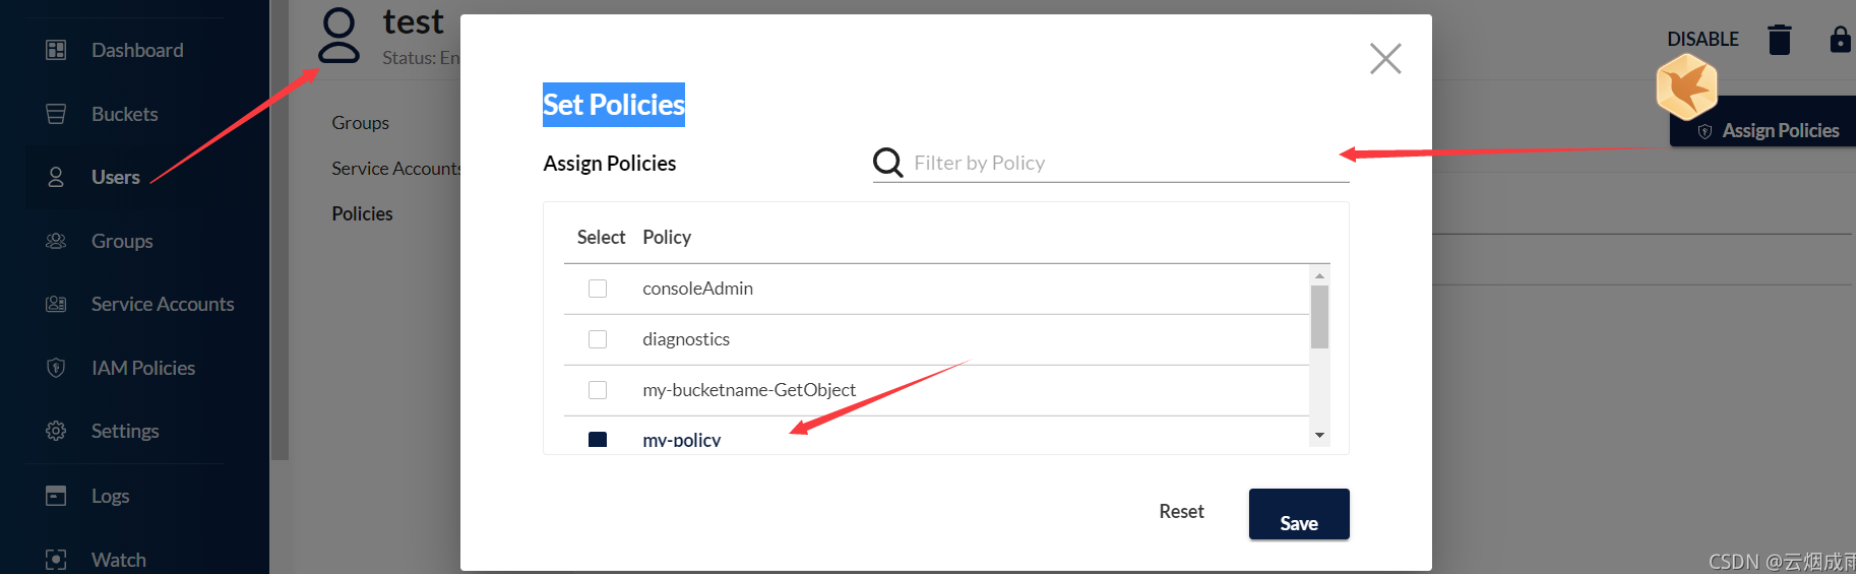 Dashboard
Buckets
Users
Groups
Service Accounts
IAM Policies
Settings
Logs
Watch
test
Status: En
Groups
Service Accounts
Policies
Set Policies
Assign Policies
Filter by Policy
Select Policy
consoleAdmin
diagnostics
my-bucketname-GetObject
my-policy
Reset
Save
DISABLE
Assign Policies
CSDN @云烟成雨